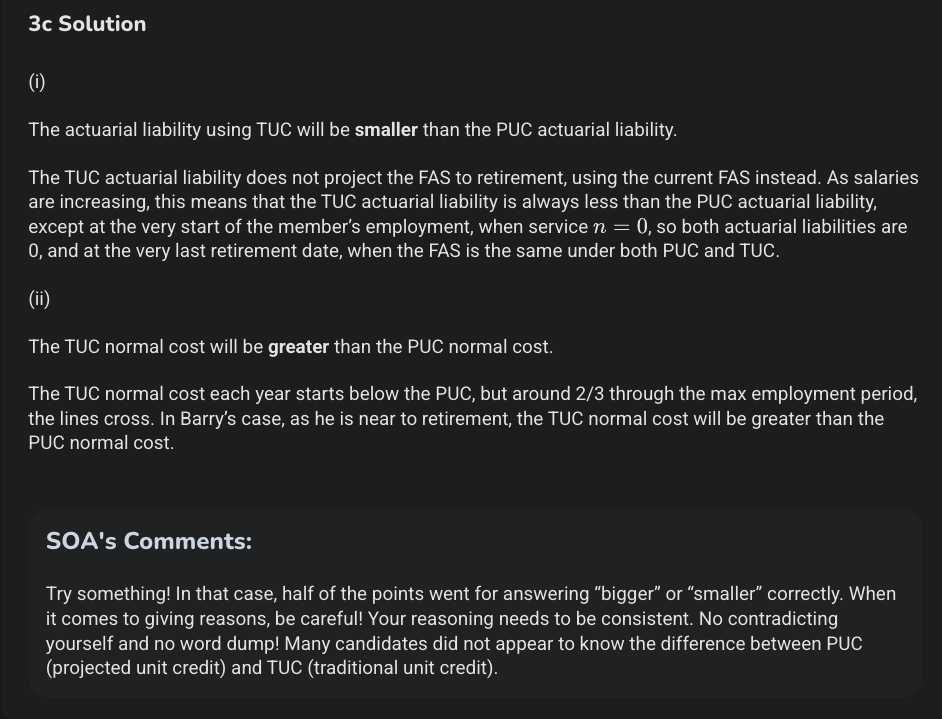 3c Solution
(i)
The actuarial liability using TUC will be smaller than the PUC actuarial liability.
The TUC actuarial liability does not project the FAS to retirement, using the current FAS instead. As salaries
are increasing, this means that the TUC actuarial liability is always less than the PUC actuarial liability,
except at the very start of the member’s employment, when service n = 0, so both actuarial liabilities are
0, and at the very last retirement date, when the FAS is the same under both PUC and TUC.
(ii)
The TUC normal cost will be greater than the PUC normal cost.
The TUC normal cost each year starts below the PUC, but around 2/3 through the max employment period,
the lines cross. In Barry’s case, as he is near to retirement, the TUC normal cost will be greater than the
PUC normal cost.
SOA's Comments:
Try something! In that case, half of the points went for answering “bigger” or “smaller” correctly. When
it comes to giving reasons, be careful! Your reasoning needs to be consistent. No contradicting
yourself and no word dump! Many candidates did not appear to know the difference between PUC
(projected unit credit) and TUC (traditional unit credit).